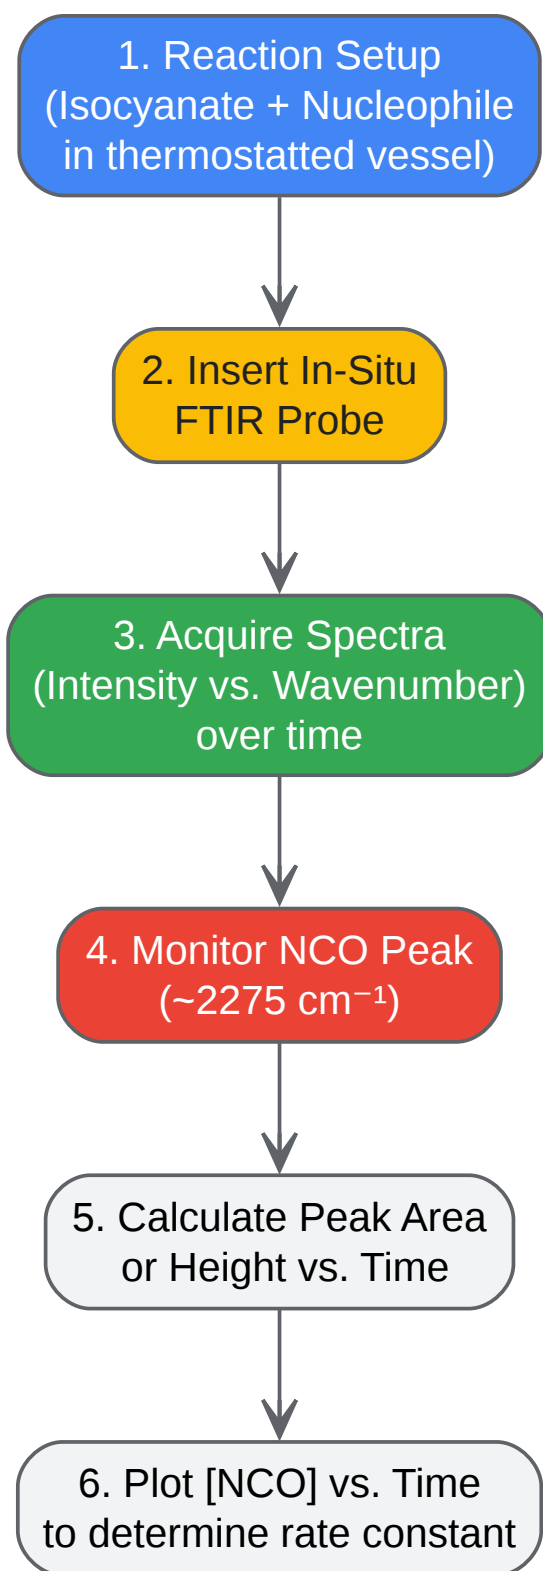 1. Reaction Setup
(Isocyanate + Nucleophile
in thermostatted vessel)
2. Insert In-Situ
FTIR Probe
3. Acquire Spectra
(Intensity vs. Wavenumber)
over time
4. Monitor NCO Peak
(~2275 cm⁻¹)
5. Calculate Peak Area
or Height vs. Time
6. Plot [NCO] vs. Time
to determine rate constant